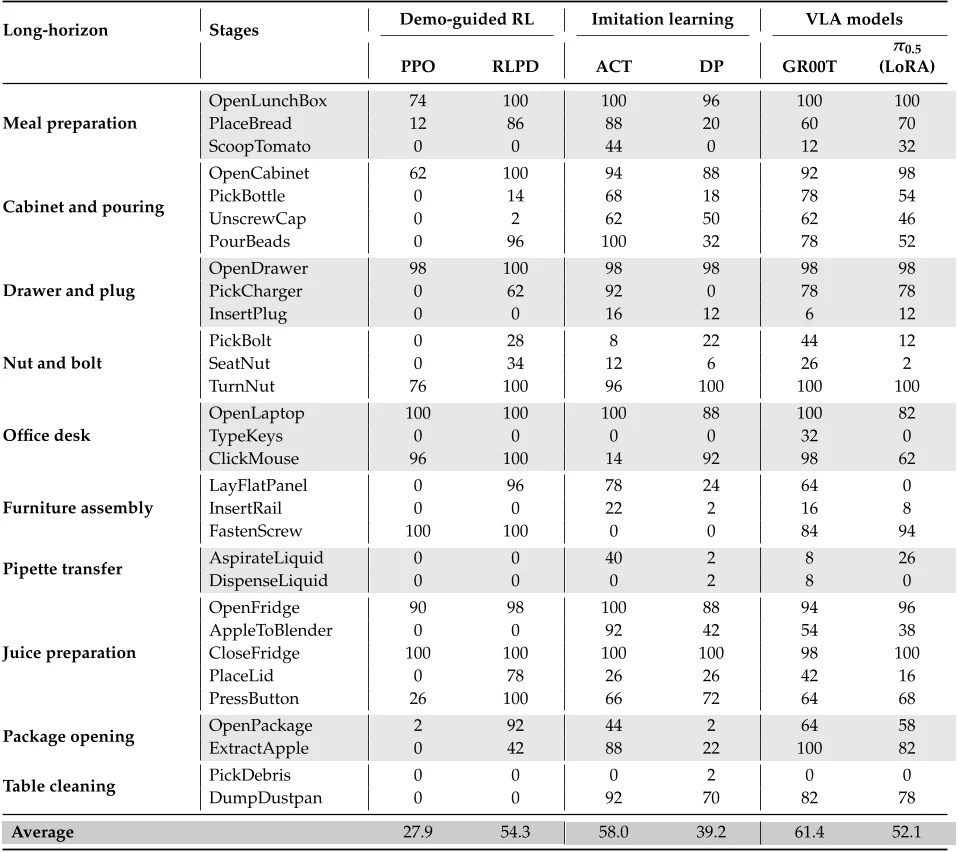 Long-horizon Stages Demo-guided RL Imitation learning VLA models
PPO RLPD ACT DP GR00T π0.5 (LoRA)
Meal preparation
OpenLunchBox 74 100 100 96 100 100
PlaceBread 12 86 88 20 60 70
ScoopTomato 0 0 44 0 12 32
Cabinet and pouring
OpenCabinet 62 100 94 88 92 98
PickBottle 0 14 68 18 78 54
UnscrewCap 0 2 62 50 62 46
PourBeads 0 96 100 32 78 52
Drawer and plug
OpenDrawer 98 100 98 98 98 98
PickCharger 0 62 92 0 78 78
InsertPlug 0 0 16 12 6 12
Nut and bolt
PickBolt 0 28 8 22 44 12
SeatNut 0 34 12 6 26 2
TurnNut 76 100 96 100 100 100
Office desk
OpenLaptop 100 100 100 88 100 82
TypeKeys 0 0 0 0 32 0
ClickMouse 96 100 14 92 98 62
Furniture assembly
LayFlatPanel 0 96 78 24 64 0
InsertRail 0 0 22 2 16 8
FastenScrew 100 100 0 0 84 94
Pipette transfer
AspirateLiquid 0 0 40 2 8 26
DispenseLiquid 0 0 0 2 8 0
Juice preparation
OpenFridge 90 98 100 88 94 96
AppleToBlender 0 0 92 42 54 38
CloseFridge 100 100 100 100 98 100
PlaceLid 0 78 26 26 42 16
PressButton 26 100 66 72 64 68
Package opening
OpenPackage 2 92 44 2 64 58
ExtractApple 0 42 88 22 100 82
Table cleaning
PickDebris 0 0 0 2 0 0
DumpDustpan 0 0 92 70 82 78
Average 27.9 54.3 58.0 39.2 61.4 52.1